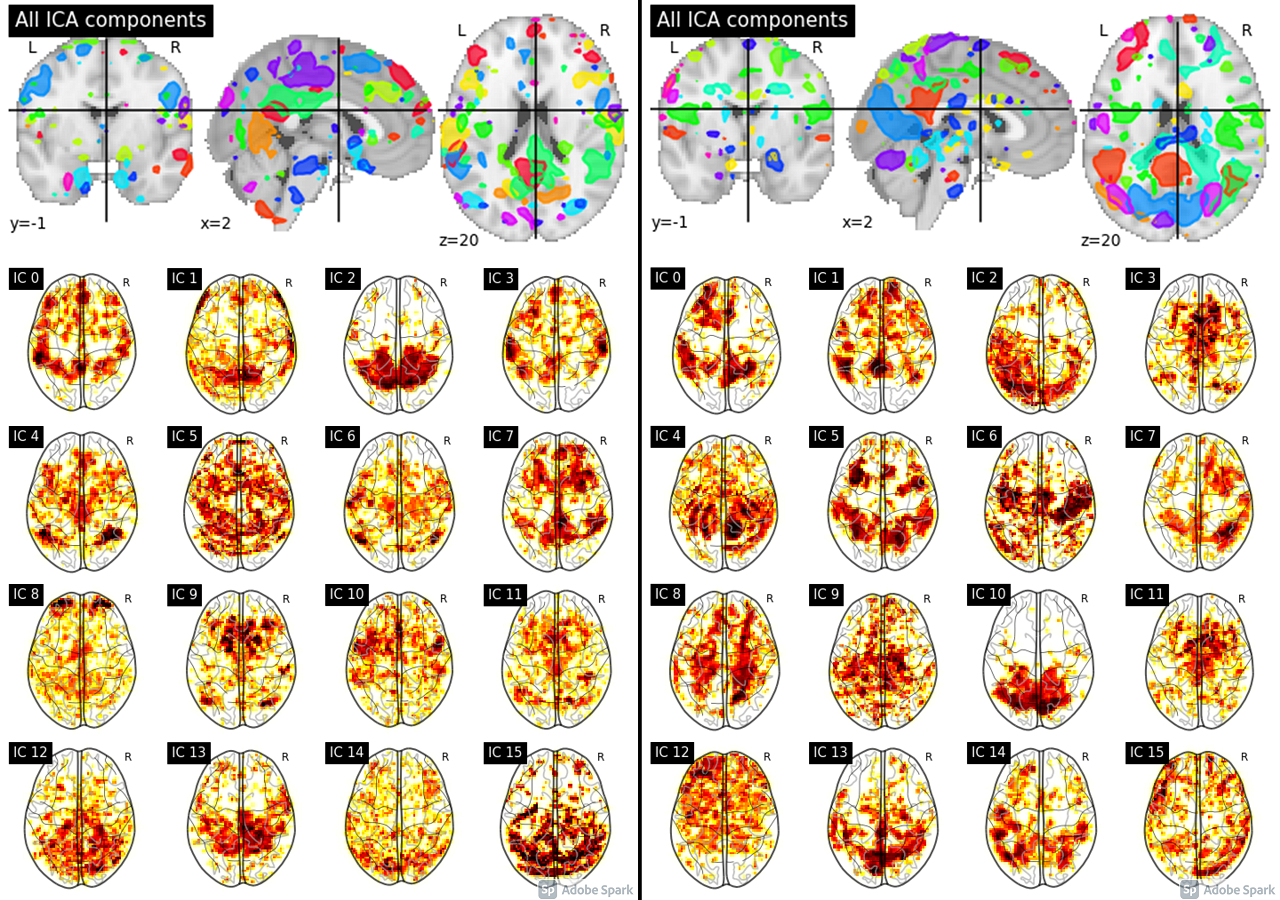 All ICA components
L R
L R
y=-1
x=2
z=20
IC 0 R
IC 1 R
IC 2 R
IC 3 R
IC 4 R
IC 5 R
IC 6 R
IC 7 R
IC 8 R
IC 9 R
IC 10 R
IC 11 R
IC 12 R
IC 13 R
IC 14 R
IC 15 R
Sp Adobe Spark
All ICA components
L R
L R
y=-1
x=2
z=20
IC 0 R
IC 1 R
IC 2 R
IC 3 R
IC 4 R
IC 5 R
IC 6 R
IC 7 R
IC 8 R
IC 9 R
IC 10 R
IC 11 R
IC 12 R
IC 13 R
IC 14 R
IC 15 R
Sp Adobe Spark